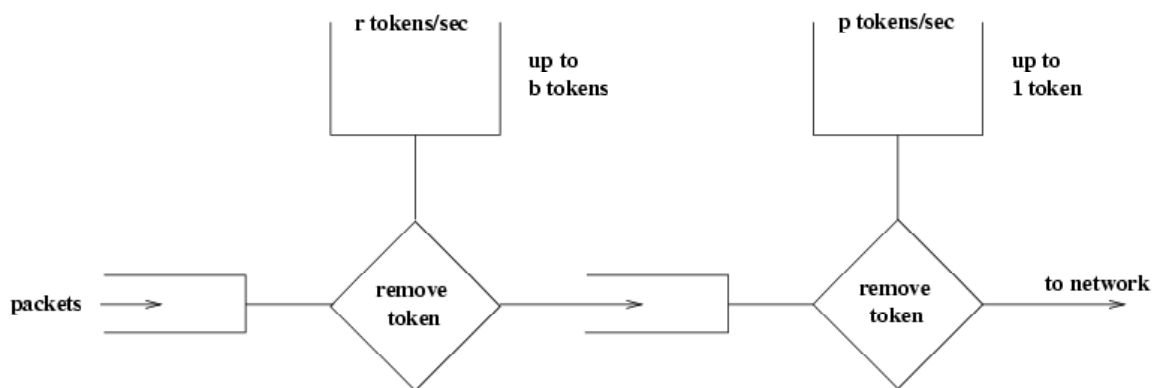 r tokens/sec
up to
b tokens
p tokens/sec
up to
1 token
packets
remove
token
remove
token
to network